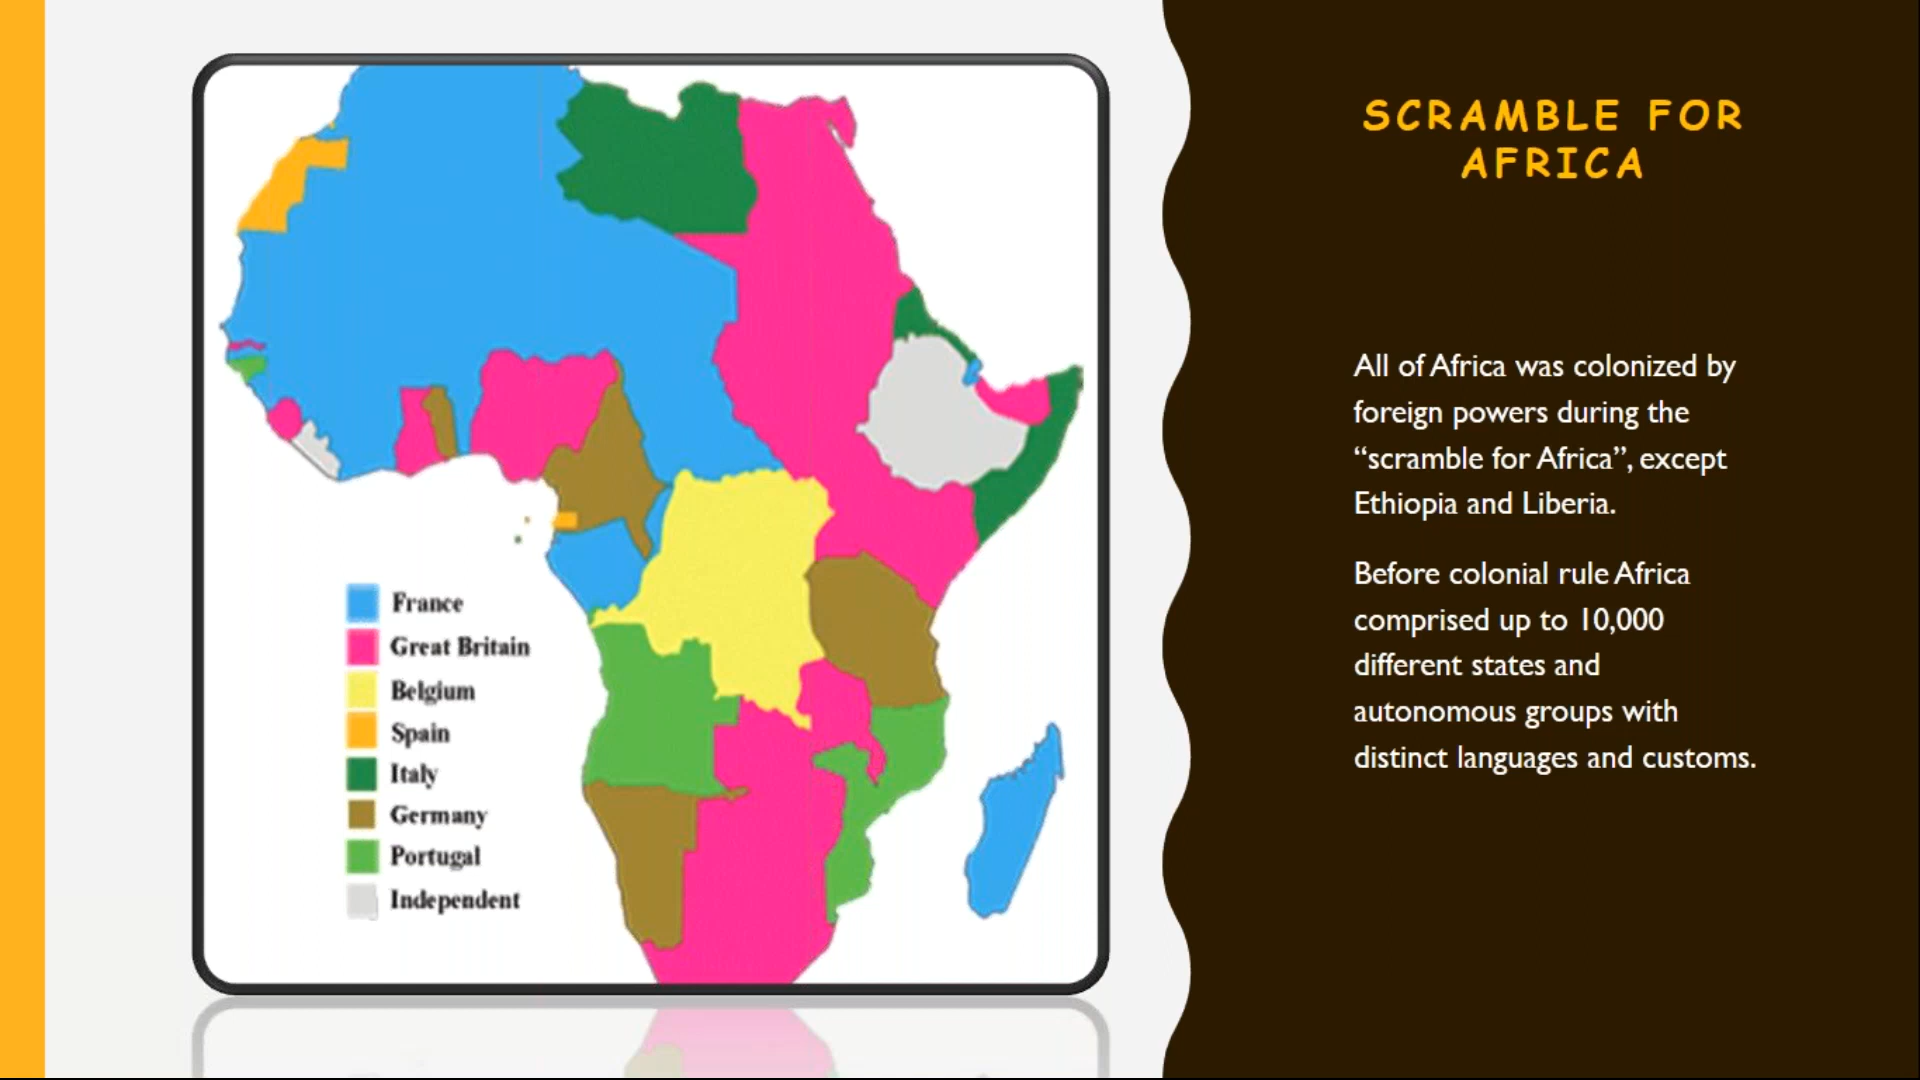 SCRAMBLE FOR
AFRICA
All of Africa was colonized by
foreign powers during the
“scramble for Africa”, except
Ethiopia and Liberia.
Before colonial rule Africa
comprised up to 10,000
different states and
autonomous groups with
distinct languages and customs.
France
Great Britain
Belgium
Spain
Italy
Germany
Portugal
Independent